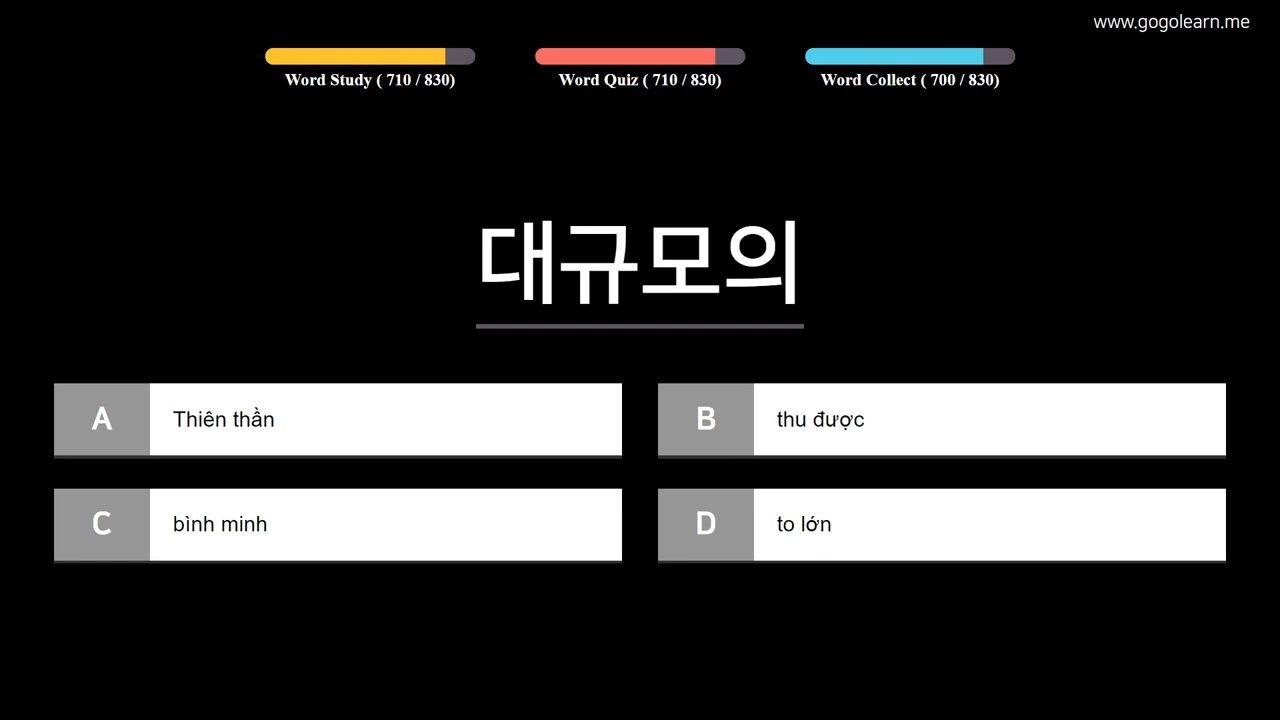 www.gogolearn.me
Word Study ( 710 / 830)
Word Quiz ( 710 / 830)
Word Collect ( 700 / 830)
대규모의
A Thiên thần
B thu được
C bình minh
D to lớn